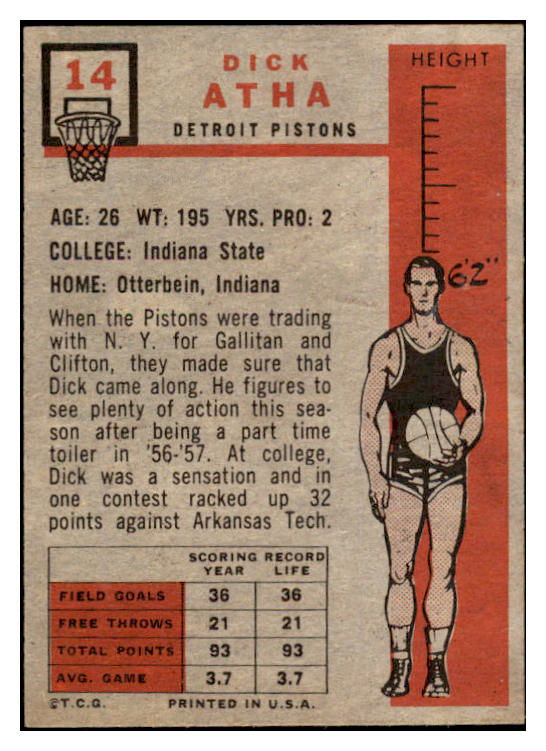 14
DICK
ATHA
DETROIT PISTONS
HEIGHT
6'2"
AGE: 26 WT: 195 YRS. PRO: 2
COLLEGE: Indiana State
HOME: Otterbein, Indiana
When the Pistons were trading
with N. Y. for Gallitan and
Clifton, they made sure that
Dick came along. He figures to
see plenty of action this sea-
son after being a part time
toiler in '56-'57. At college,
Dick was a sensation and in
one contest racked up 32
points against Arkansas Tech.
SCORING RECORD
YEAR LIFE
FIELD GOALS 36 36
FREE THROWS 21 21
TOTAL POINTS 93 93
AVG. GAME 3.7 3.7
©T.C.G. PRINTED IN U.S.A.